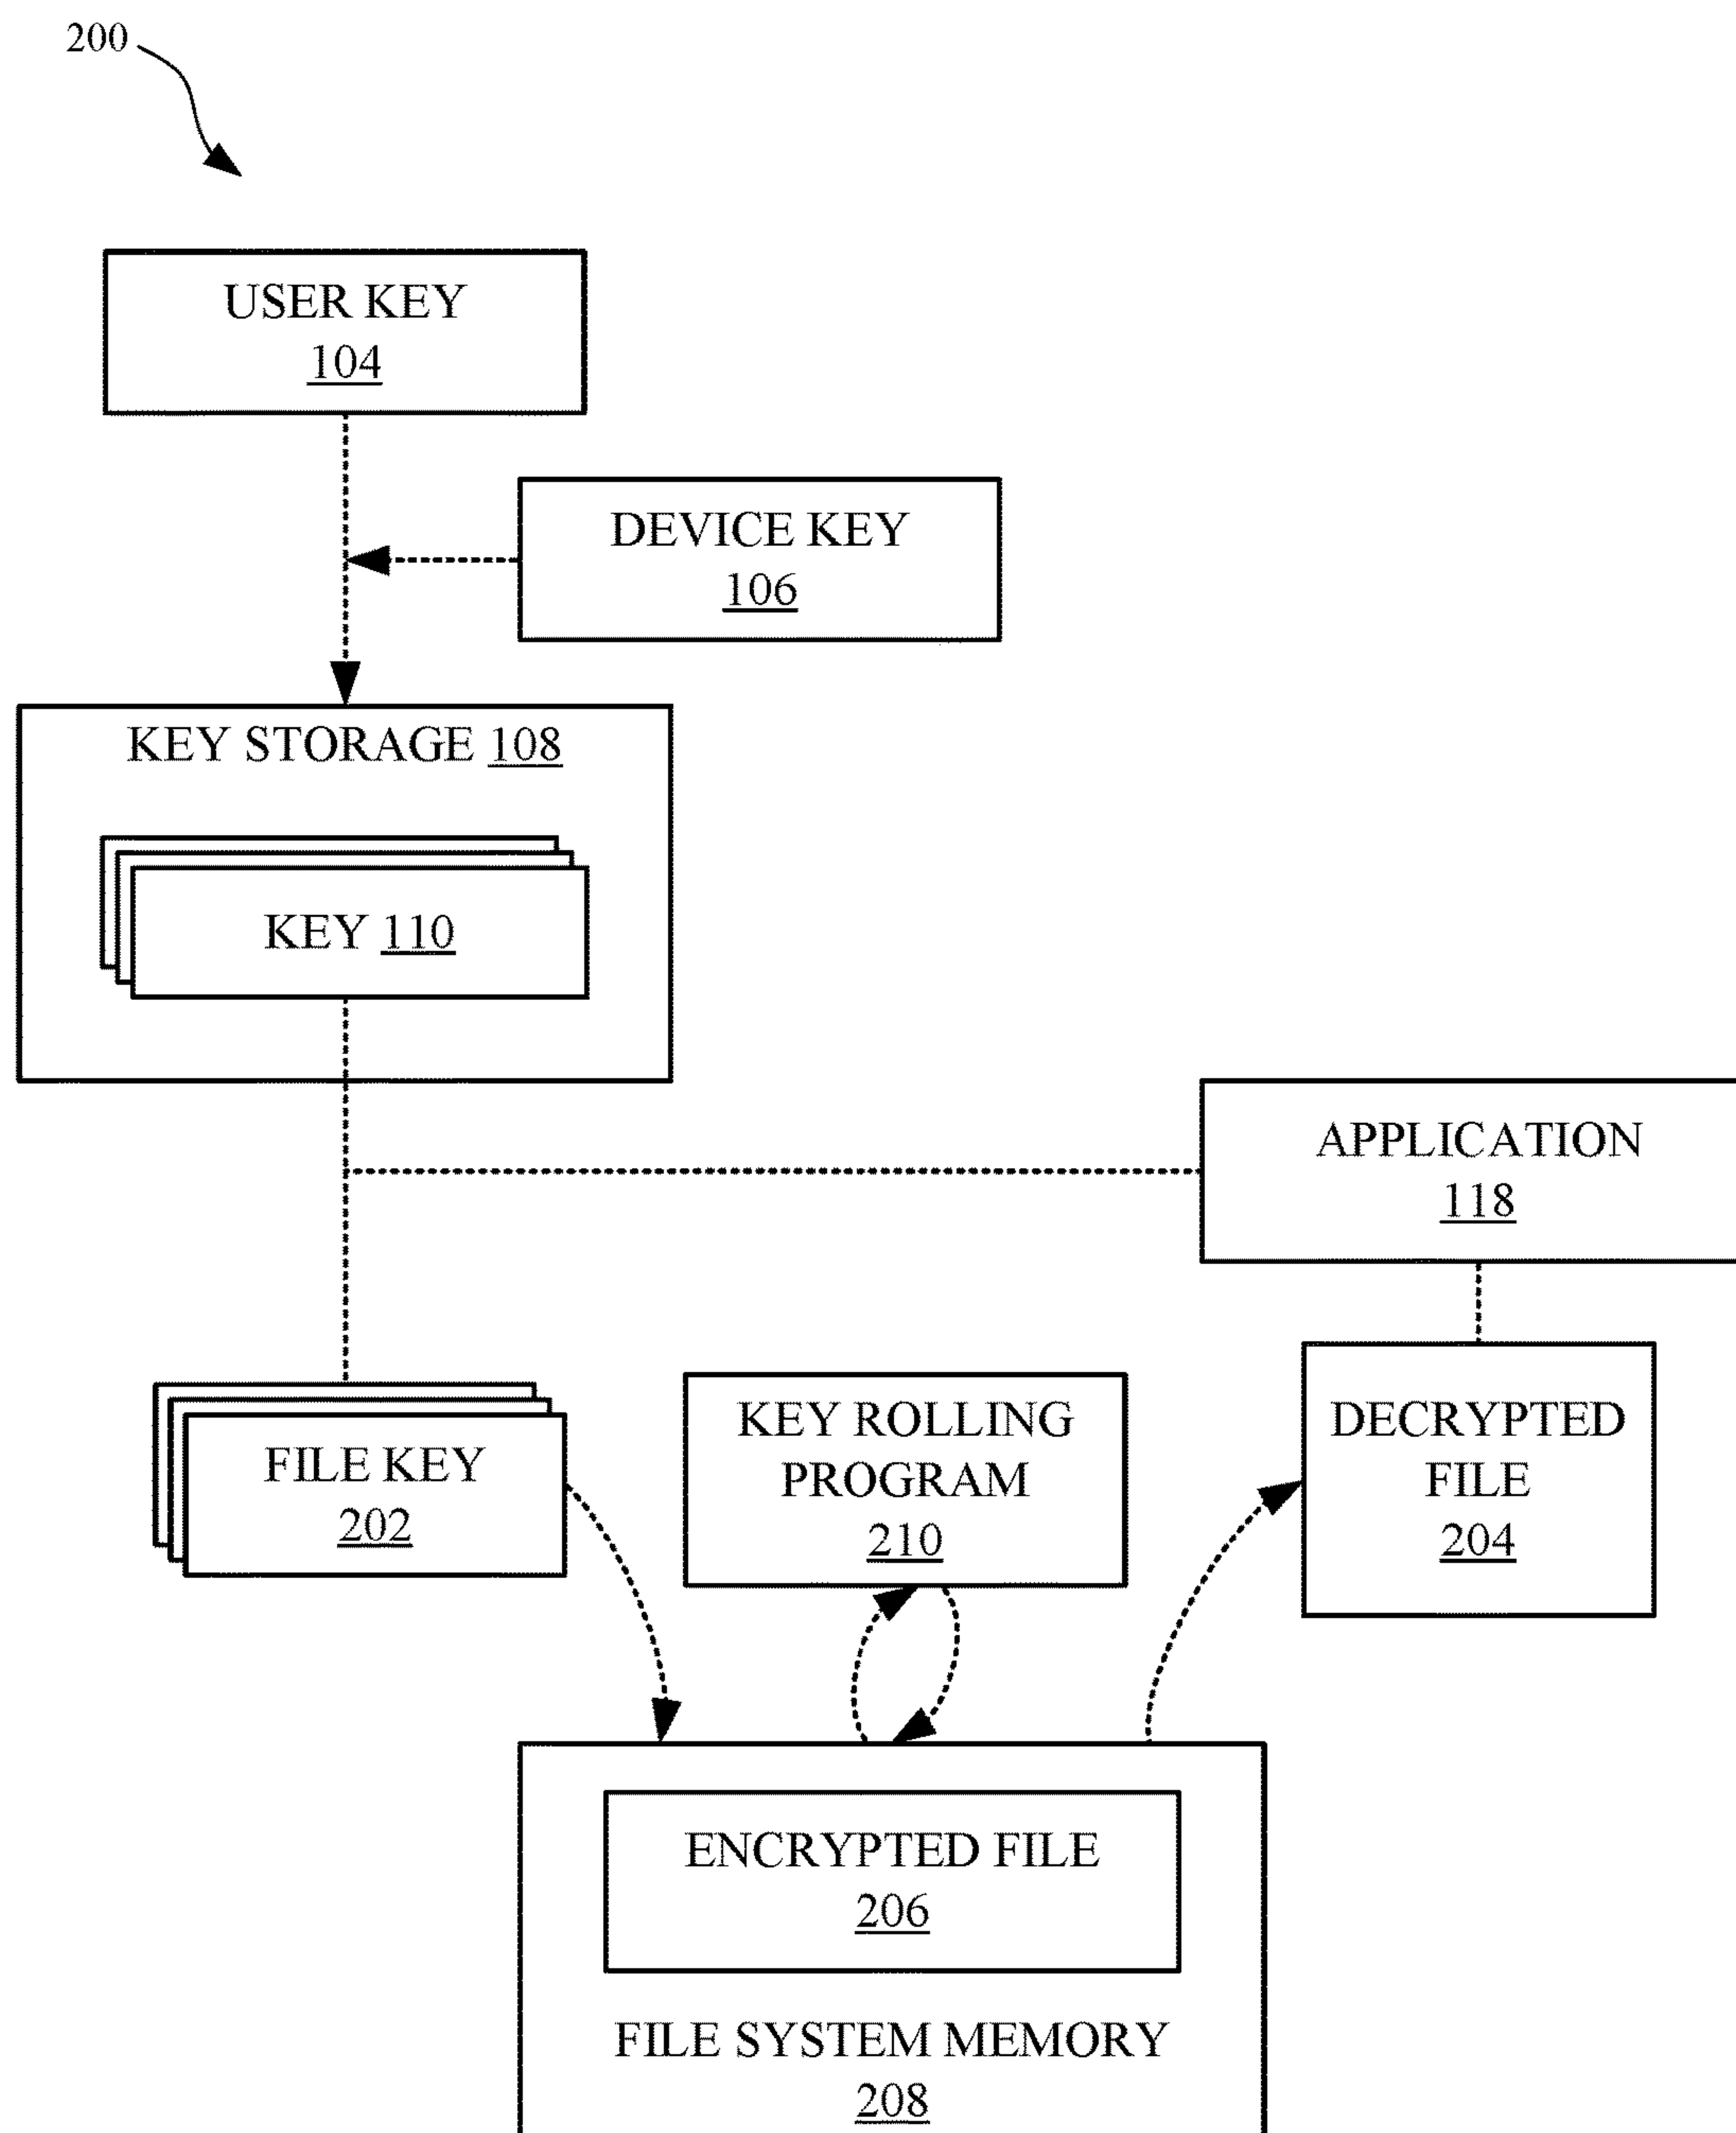 200
USER KEY
104
DEVICE KEY
106
KEY STORAGE 108
KEY 110
APPLICATION
118
FILE KEY
202
KEY ROLLING
PROGRAM
210
DECRYPTED
FILE
204
ENCRYPTED FILE
206
FILE SYSTEM MEMORY
208